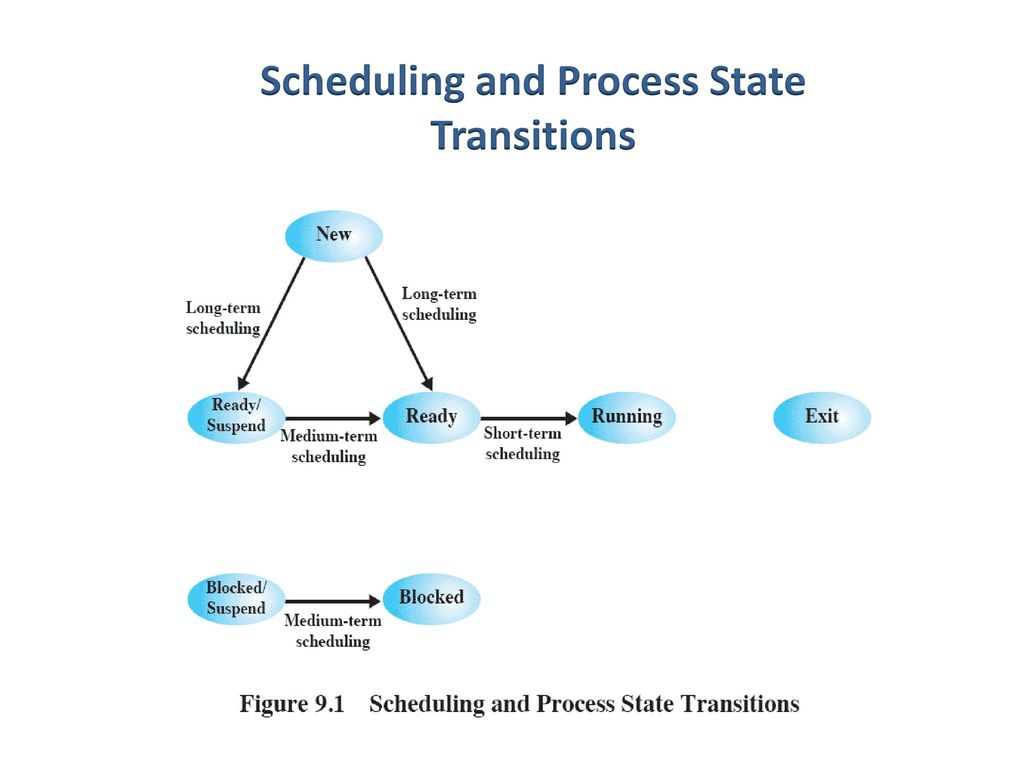 Scheduling and Process State
Transitions
New
Long-term
scheduling
Long-term
scheduling
Ready/
Suspend
Medium-term
scheduling
Ready
Short-term
scheduling
Running
Exit
Blocked/
Suspend
Medium-term
scheduling
Blocked
Figure 9.1 Scheduling and Process State Transitions